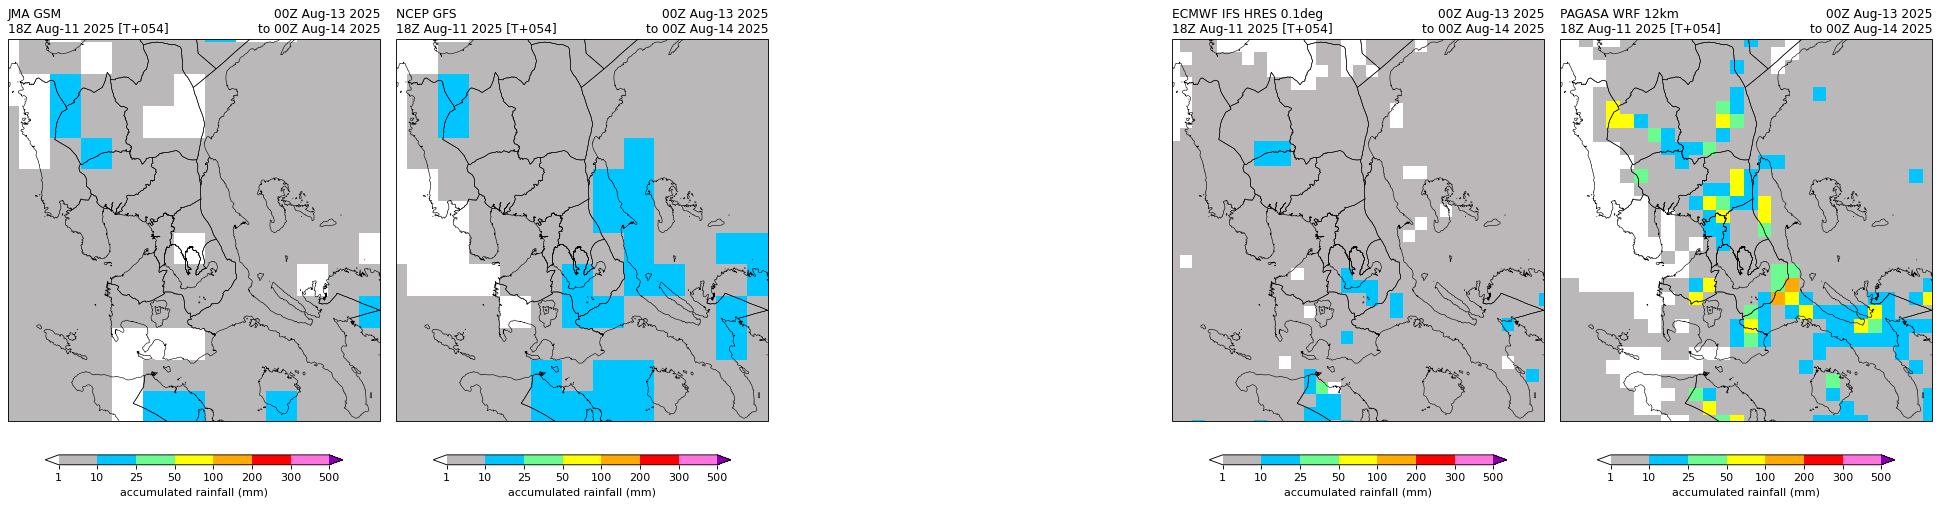 JMA GSM 00Z Aug-13 2025
18Z Aug-11 2025 [T+054] to 00Z Aug-14 2025
1 10 25 50 100 200 300 500
accumulated rainfall (mm)
NCEP GFS 00Z Aug-13 2025
18Z Aug-11 2025 [T+054] to 00Z Aug-14 2025
1 10 25 50 100 200 300 500
accumulated rainfall (mm)
ECMWF IFS HRES 0.1deg 00Z Aug-13 2025
18Z Aug-11 2025 [T+054] to 00Z Aug-14 2025
1 10 25 50 100 200 300 500
accumulated rainfall (mm)
PAGASA WRF 12km 00Z Aug-13 2025
18Z Aug-11 2025 [T+054] to 00Z Aug-14 2025
1 10 25 50 100 200 300 500
accumulated rainfall (mm)